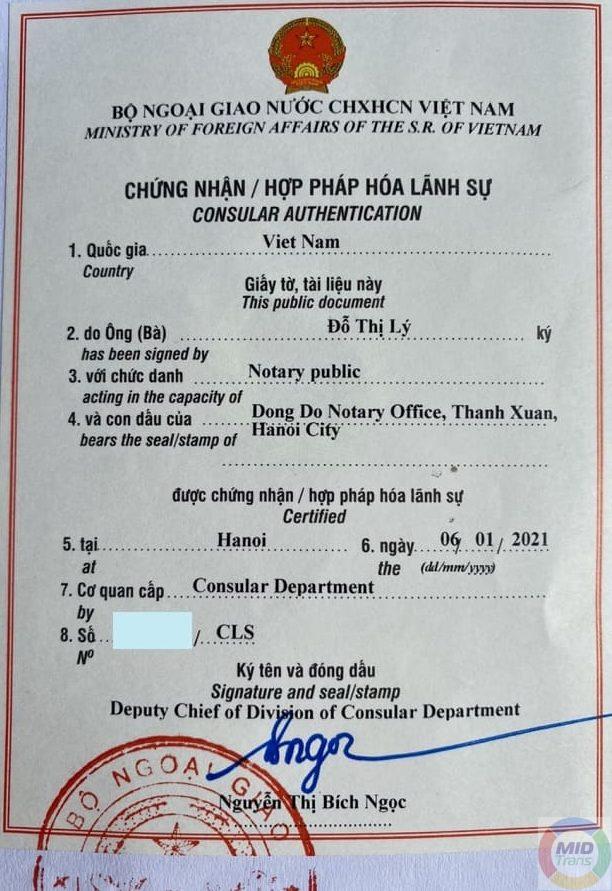 BỘ NGOẠI GIAO NƯỚC CHXHCN VIỆT NAM
MINISTRY OF FOREIGN AFFAIRS OF THE S.R. OF VIETNAM
CHỨNG NHẬN / HỢP PHÁP HÓA LÃNH SỰ
CONSULAR AUTHENTICATION
1. Quốc gia Viet Nam
Country
Giấy tờ, tài liệu này
This public document
2. do Ông (Bà) Đỗ Thị Lý ký
has been signed by
3. với chức danh Notary public
acting in the capacity of
4. và con dấu của Dong Do Notary Office, Thanh Xuan,
bears the seal/stamp of Hanoi City
được chứng nhận / hợp pháp hóa lãnh sự
Certified
5. tại Hanoi 6. ngày 06/ 01 / 2021
at the (dd/mm/yyyy)
7. Cơ quan cấp Consular Department
by
8. Số / CLS
Nº
Ký tên và đóng dấu
Signature and seal/stamp
Deputy Chief of Division of Consular Department
Nguyễn Thị Bích Ngọc
BỘ NGOẠI GIAO
MID
Trans